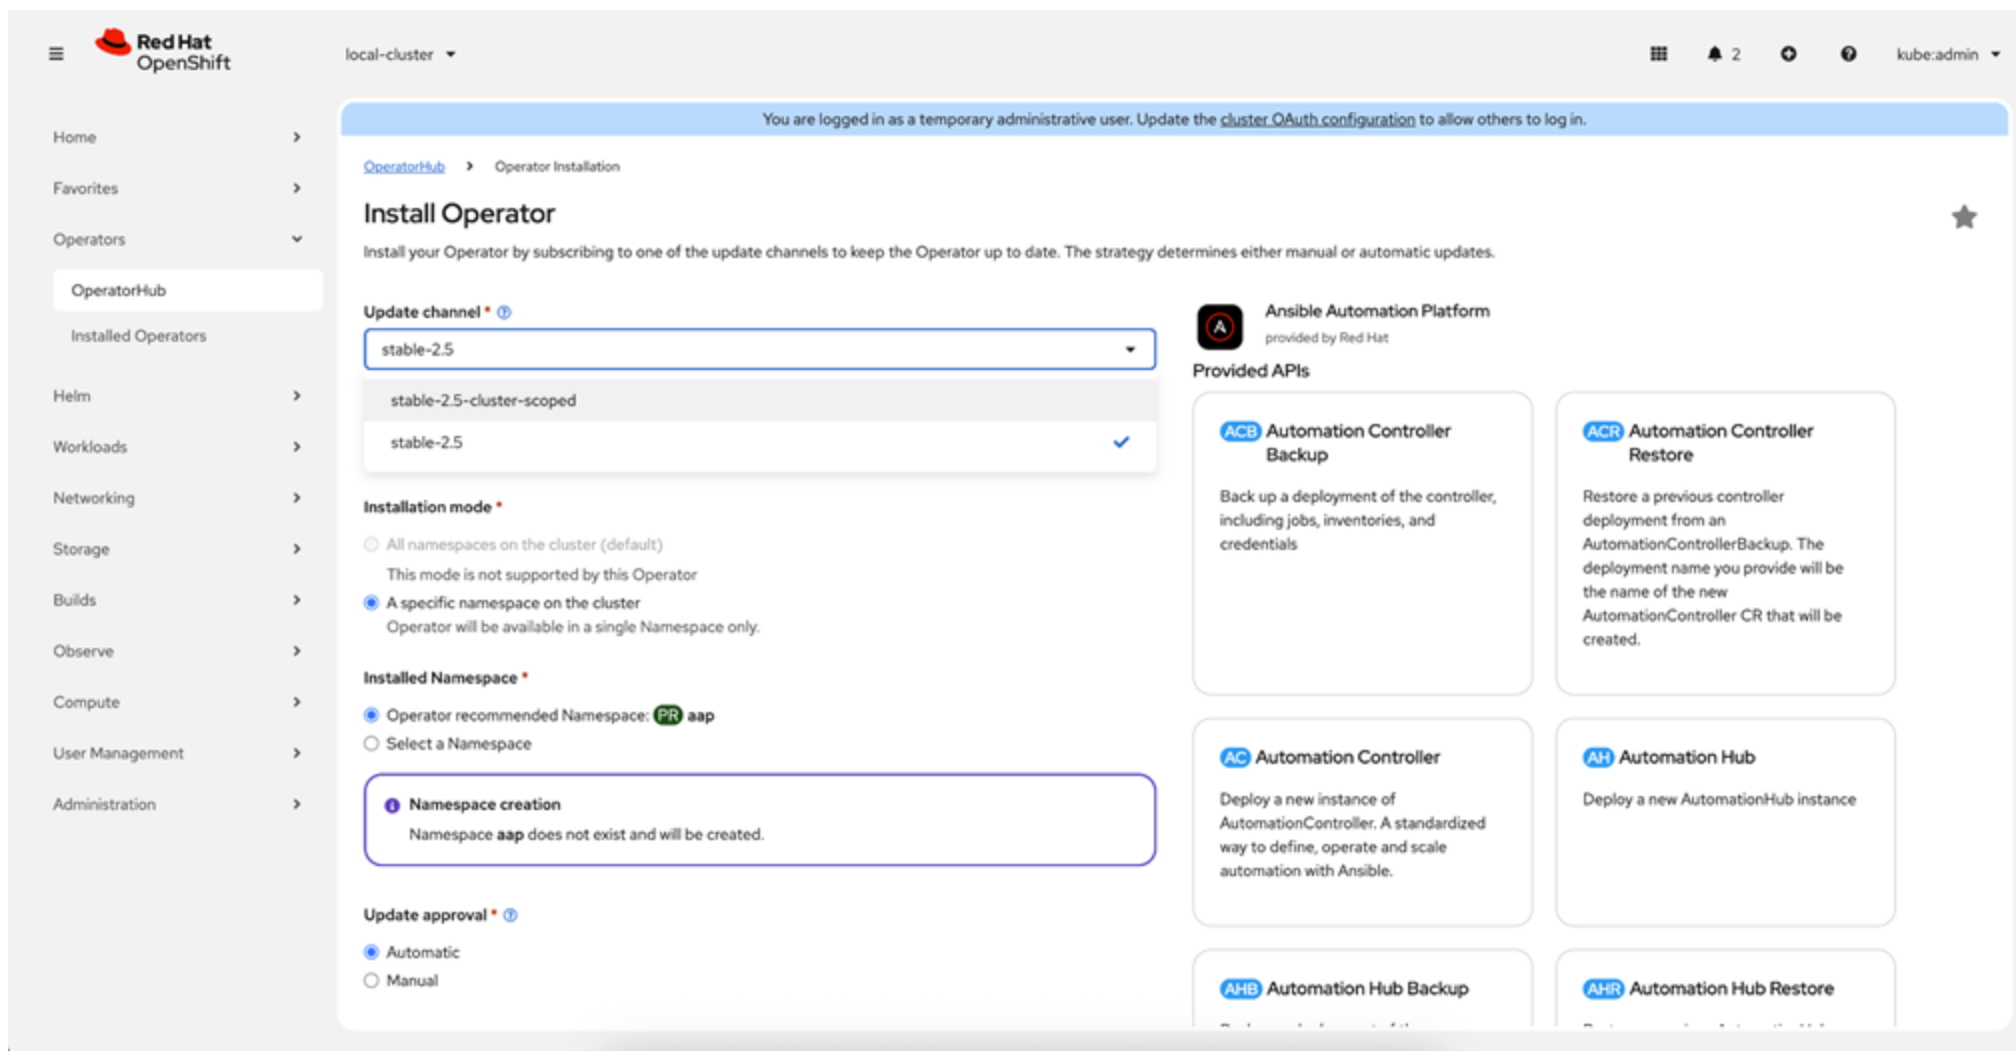 Red Hat
OpenShift
local-cluster
2
kube:admin
Home
Favorites
Operators
OperatorHub
Installed Operators
Helm
Workloads
Networking
Storage
Builds
Observe
Compute
User Management
Administration
You are logged in as a temporary administrative user. Update the cluster OAuth configuration to allow others to log in.
OperatorHub > Operator Installation
Install Operator
Install your Operator by subscribing to one of the update channels to keep the Operator up to date. The strategy determines either manual or automatic updates.
Update channel *
stable-2.5
stable-2.5-cluster-scoped
stable-2.5
Installation mode *
All namespaces on the cluster (default)
This mode is not supported by this Operator
A specific namespace on the cluster
Operator will be available in a single Namespace only.
Installed Namespace *
Operator recommended Namespace: PR aap
Select a Namespace
Namespace creation
Namespace aap does not exist and will be created.
Update approval *
Automatic
Manual
A
Ansible Automation Platform
provided by Red Hat
Provided APIs
ACB Automation Controller
Backup
Back up a deployment of the controller,
including jobs, inventories, and
credentials
ACR Automation Controller
Restore
Restore a previous controller
deployment from an
AutomationControllerBackup. The
deployment name you provide will be
the name of the new
AutomationController CR that will be
created.
AC Automation Controller
Deploy a new instance of
AutomationController. A standardized
way to define, operate and scale
automation with Ansible.
AH Automation Hub
Deploy a new AutomationHub instance
AHB Automation Hub Backup
AHR Automation Hub Restore